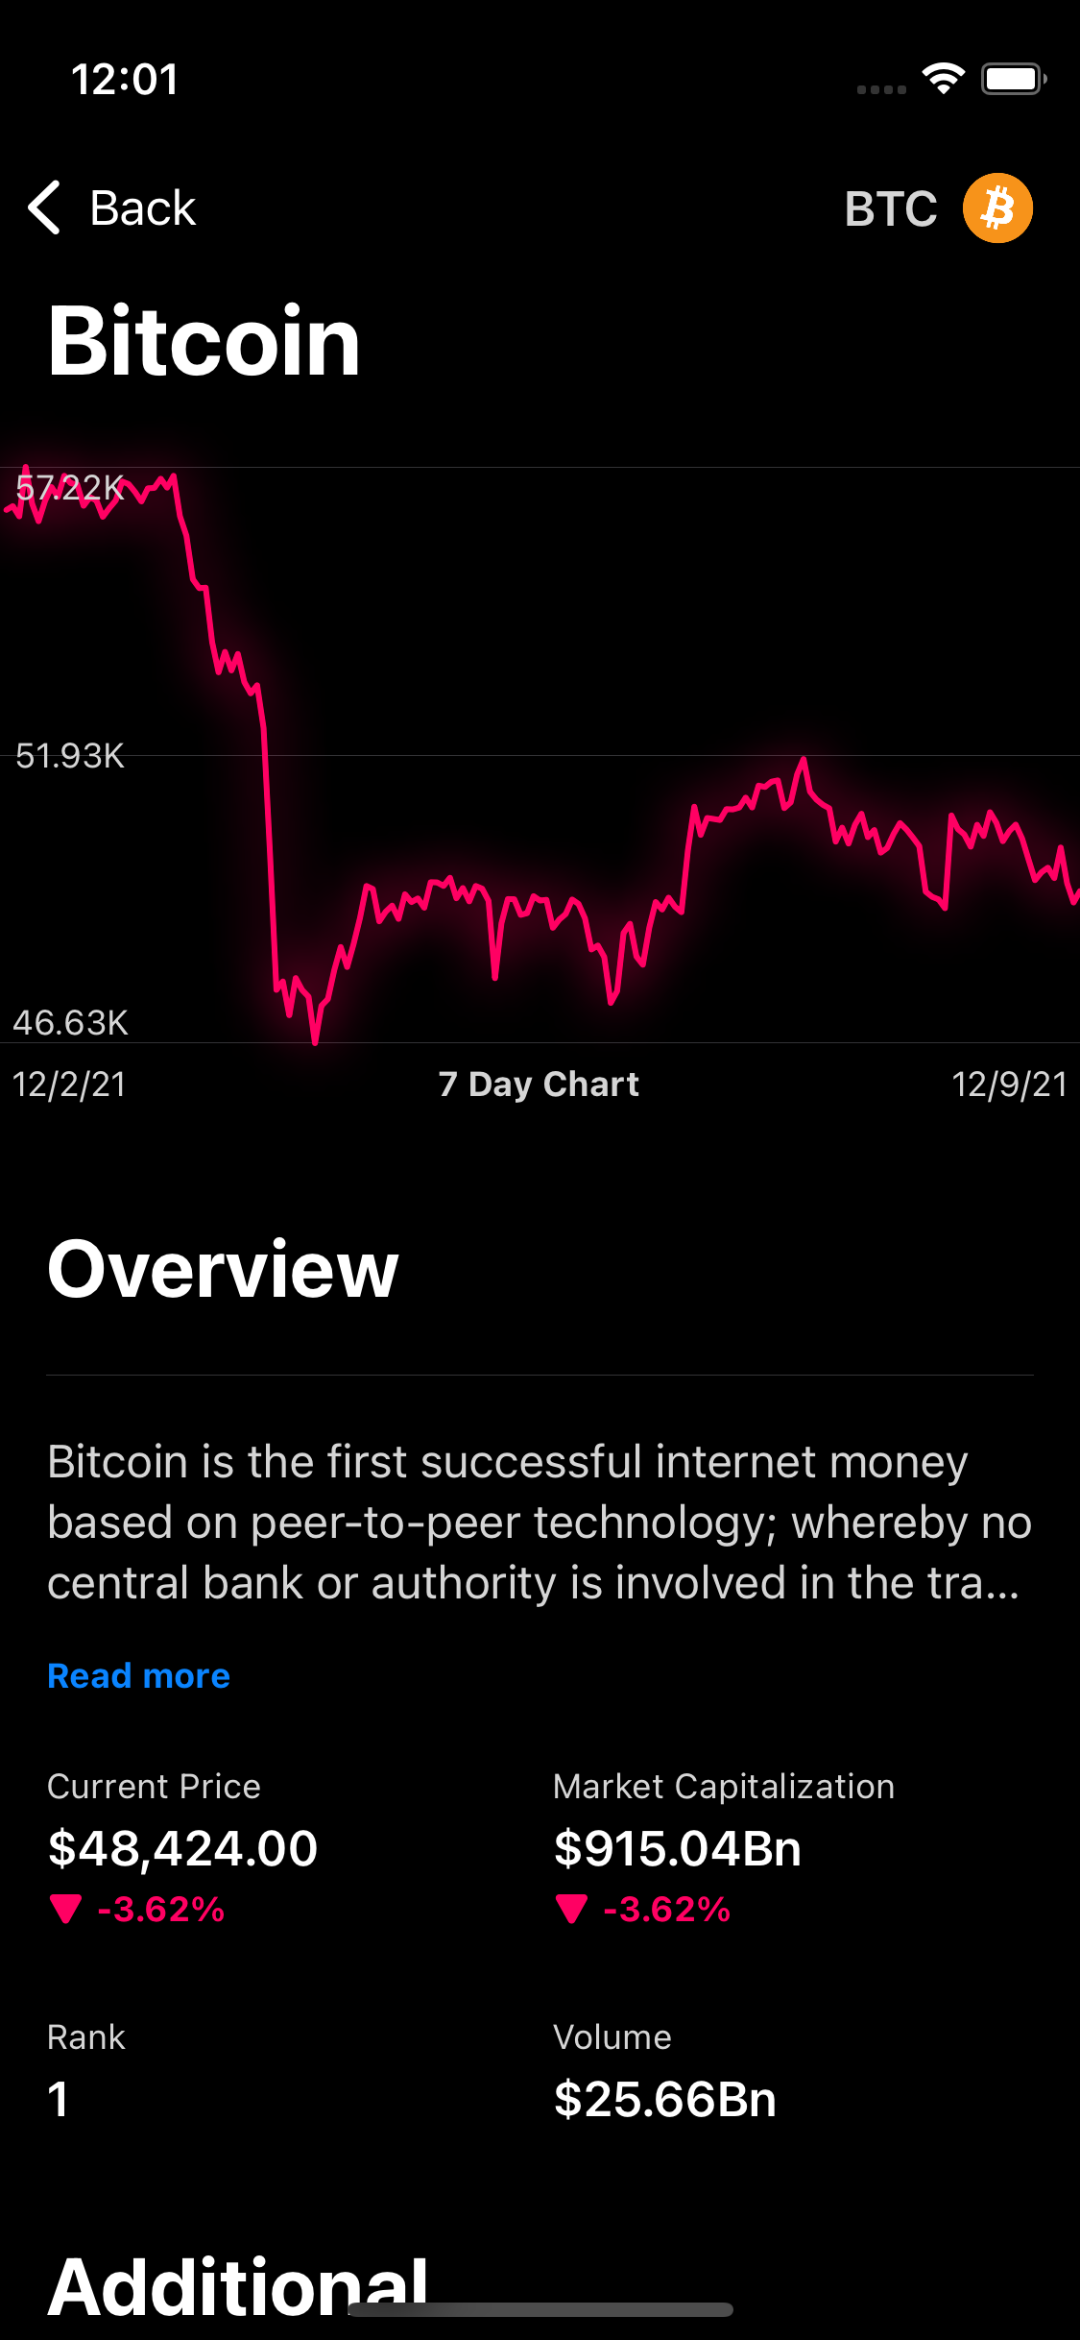 12:01
Back
BTC
Bitcoin
57.22K
51.93K
46.63K
12/2/21 7 Day Chart 12/9/21
Overview
Bitcoin is the first successful internet money
based on peer-to-peer technology; whereby no
central bank or authority is involved in the tra...
Read more
Current Price
$48,424.00
-3.62%
Market Capitalization
$915.04Bn
-3.62%
Rank
1
Volume
$25.66Bn
Additional